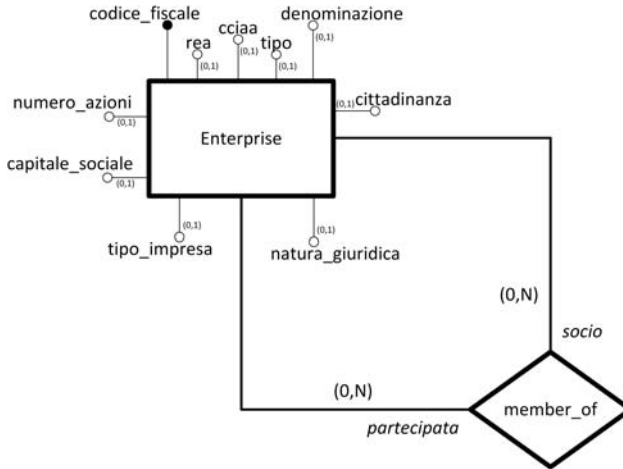 codice_fiscale
rea
cciaa
tipo
denominazione
(0,1)
(0,1)
(0,1)
(0,1)
numero_azioni
(0,1)
Enterprise
(0,1)
cittadinanza
capitale_sociale
(0,1)
(0,1)
tipo_impresa
(0,1)
natura_giuridica
(0,N)
socio
(0,N)
partecipata
member_of